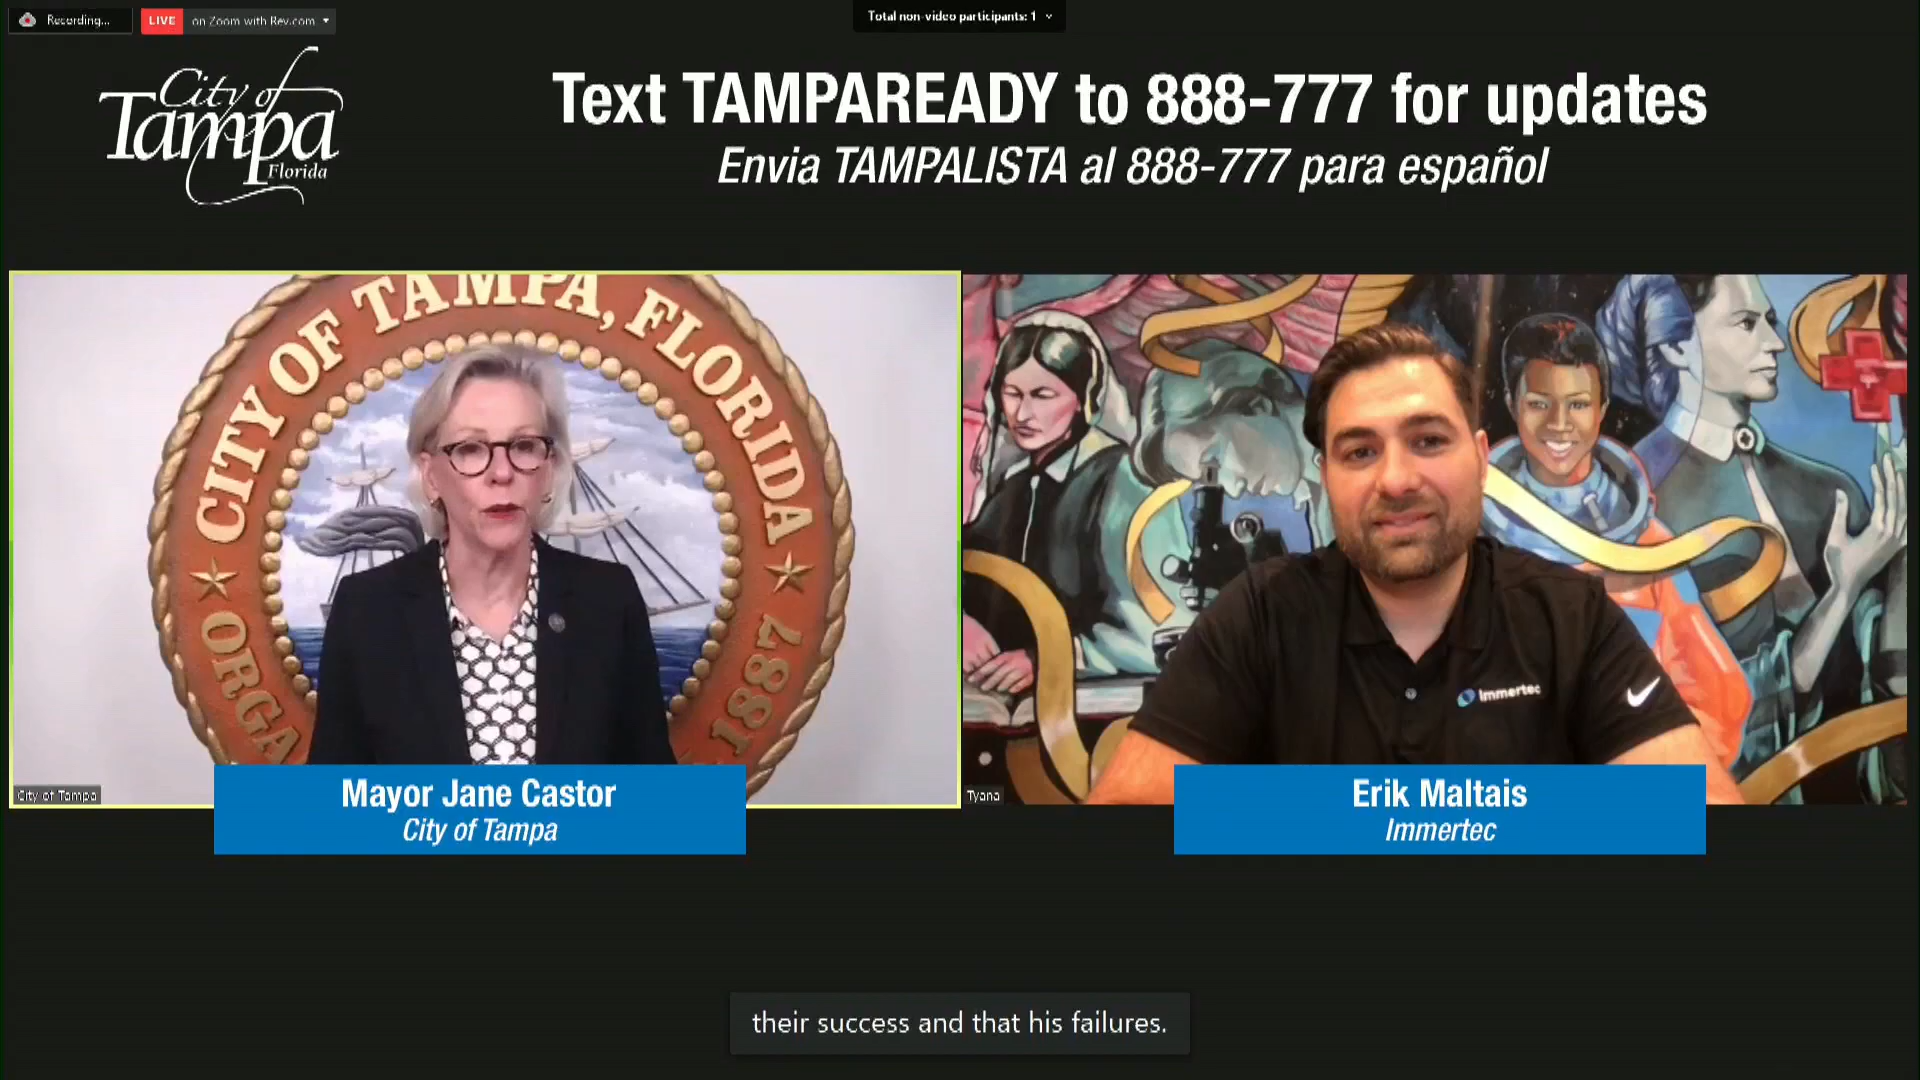 Recording...
LIVE on Zoom with Rev.com
Total non-video participants: 1
City of
Tampa
Florida
Text TAMPAREADY to 888-777 for updates
Envia TAMPALISTA al 888-777 para español
CITY OF TAMPA, FLORIDA
ORGA
1887
Immertec
City of Tampa
Mayor Jane Castor
City of Tampa
Tyana
Erik Maltais
Immertec
their success and that his failures.